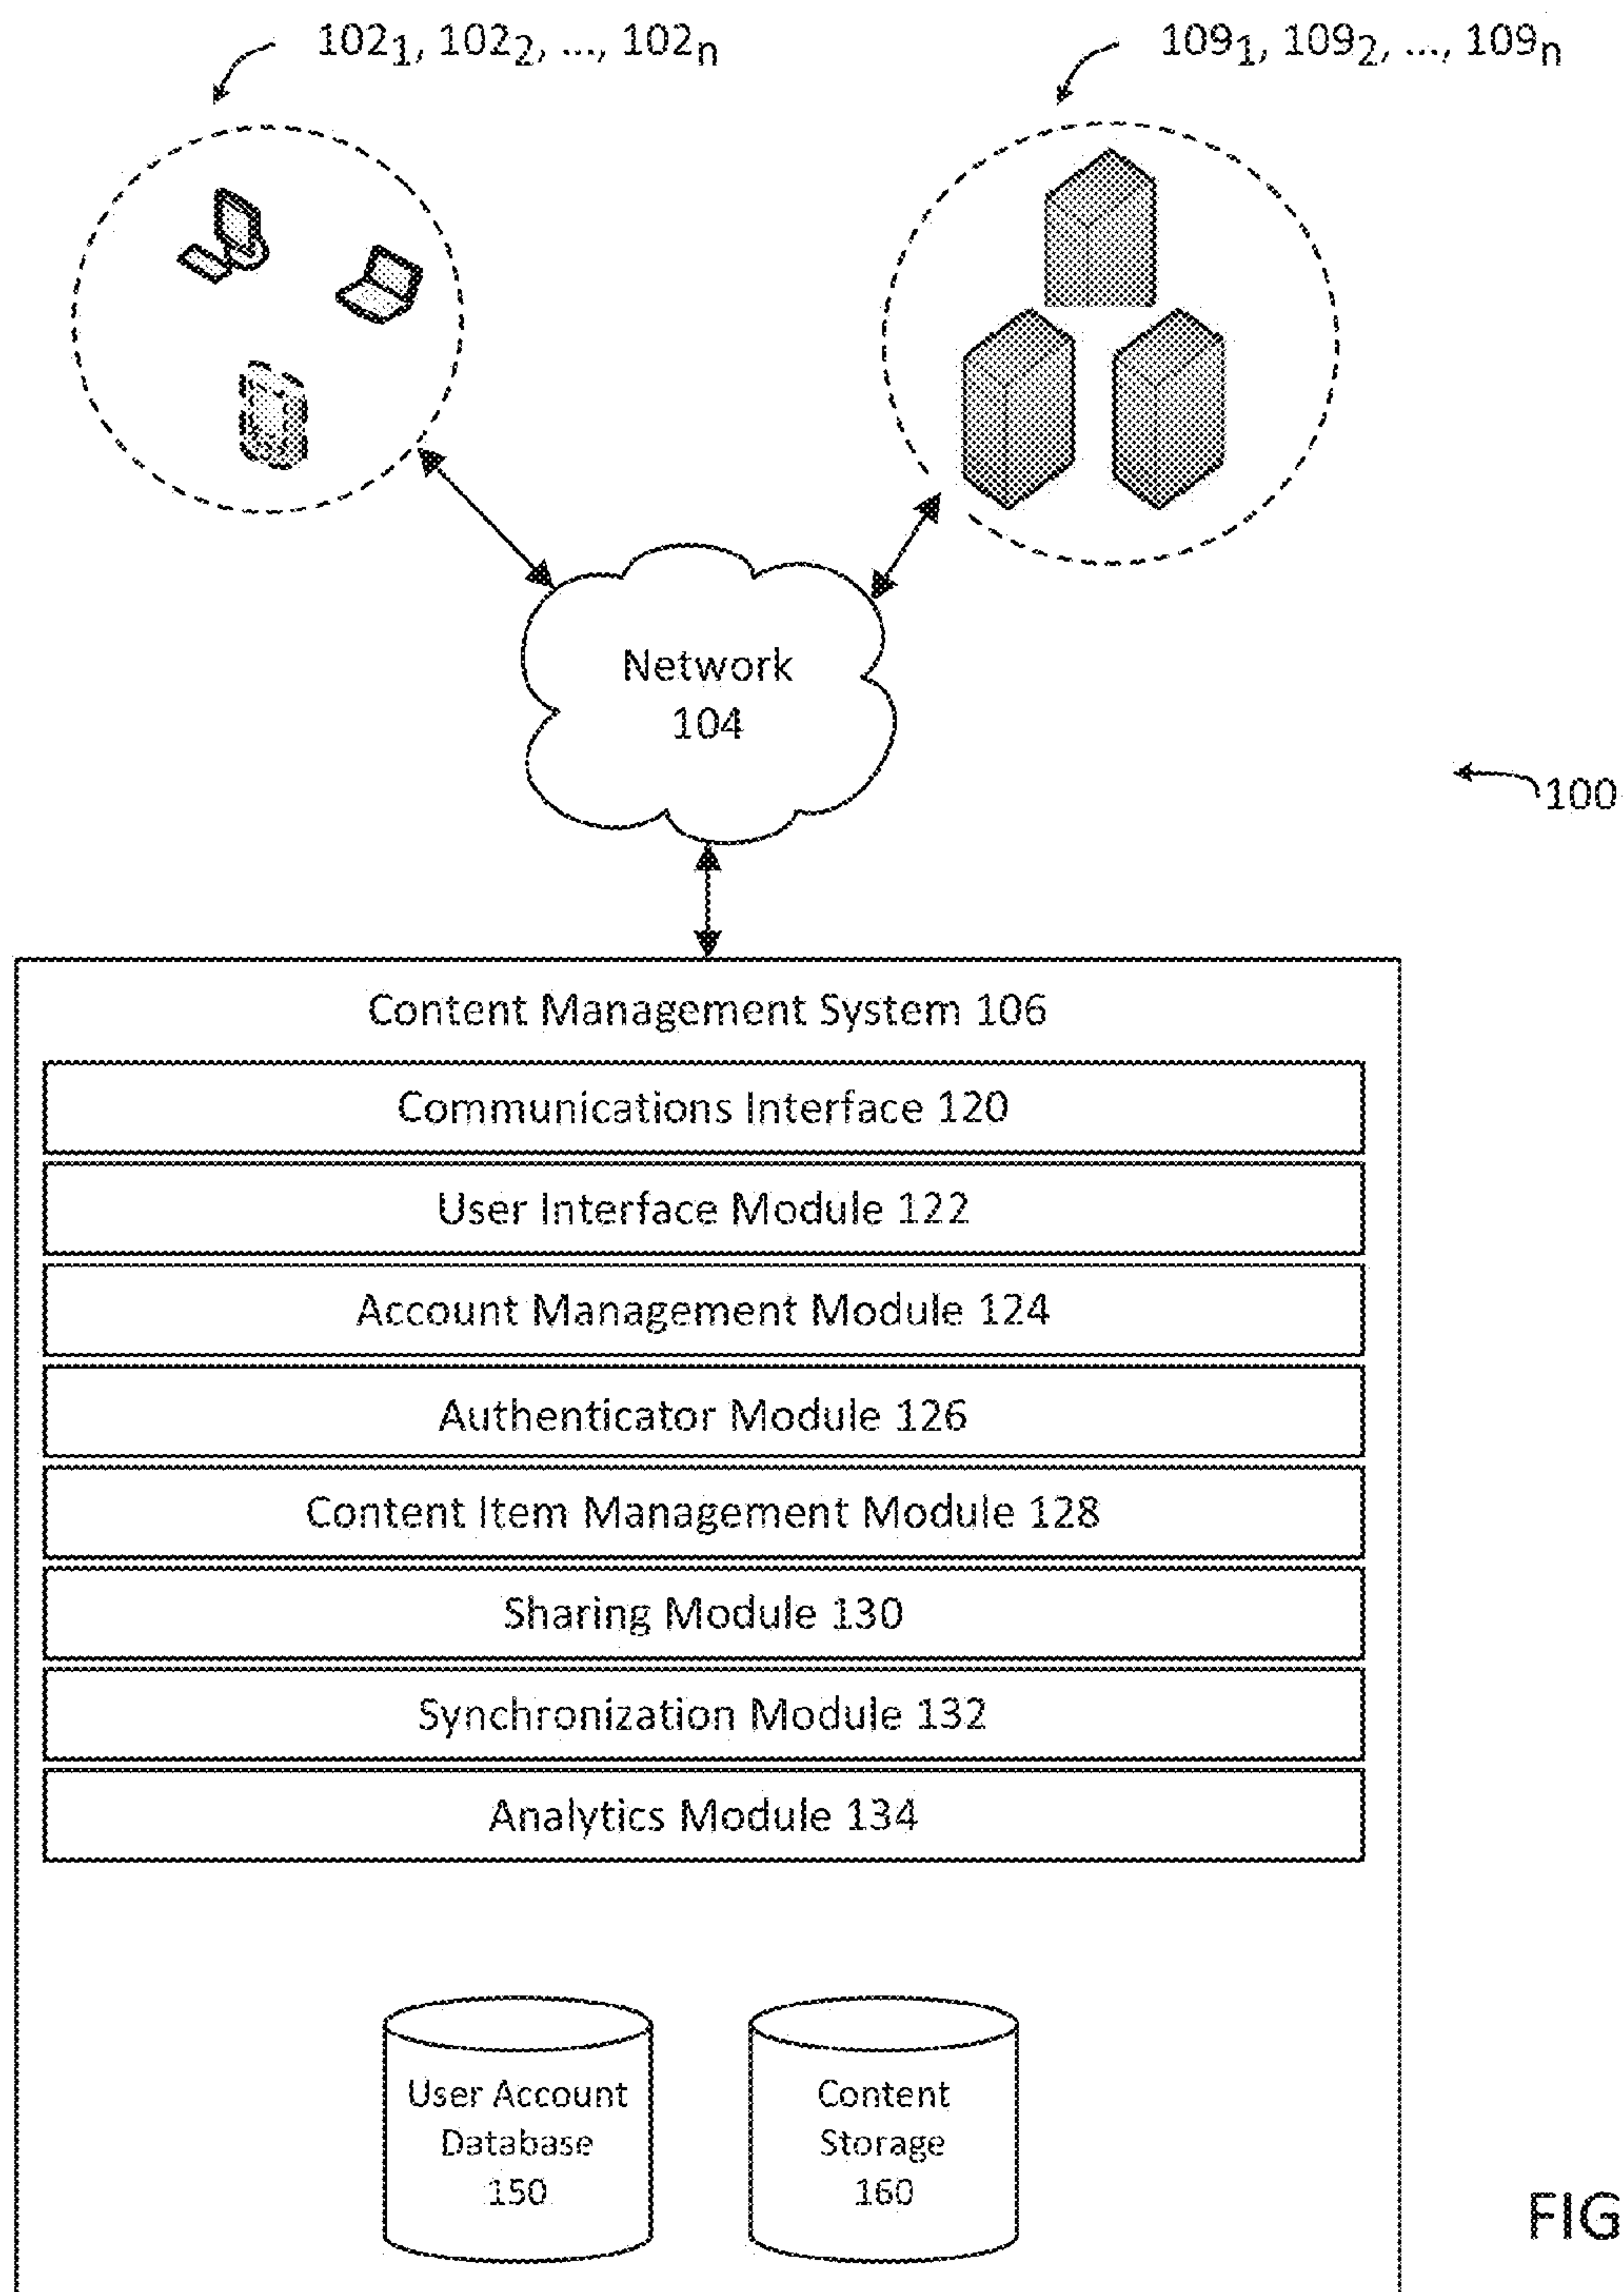 102₁, 102₂, ..., 102ₙ
109₁, 109₂, ..., 109ₙ
Network
104
100
Content Management System 106
Communications Interface 120
User Interface Module 122
Account Management Module 124
Authenticator Module 126
Content Item Management Module 128
Sharing Module 130
Synchronization Module 132
Analytics Module 134
User Account
Database
150
Content
Storage
160
FIG